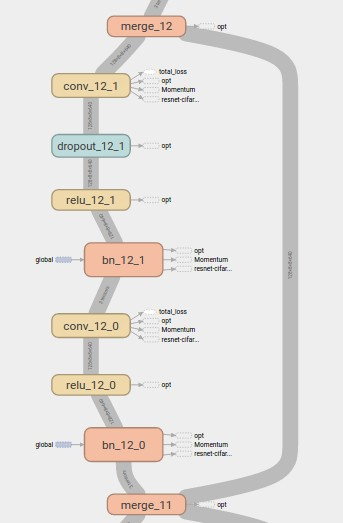 merge_12
opt
conv_12_1
total_loss
opt
Momentum
resnet-cifar...
dropout_12_1
opt
relu_12_1
opt
bn_12_1
global
opt
Momentum
resnet-cifar...
conv_12_0
total_loss
opt
Momentum
resnet-cifar...
relu_12_0
opt
bn_12_0
global
opt
Momentum
resnet-cifar...
merge_11
opt